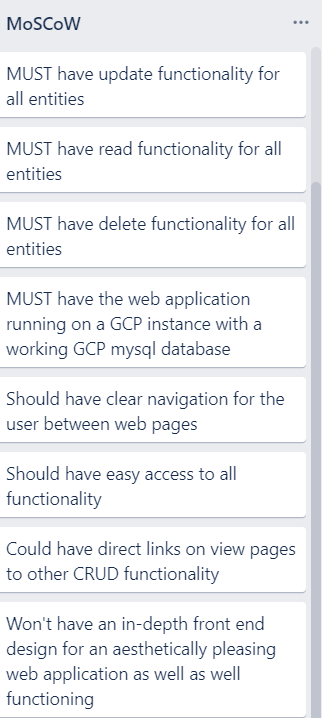 MoSCoW
MUST have update functionality for
all entities
MUST have read functionality for all
entities
MUST have delete functionality for all
entities
MUST have the web application
running on a GCP instance with a
working GCP mysql database
Should have clear navigation for the
user between web pages
Should have easy access to all
functionality
Could have direct links on view pages
to other CRUD functionality
Won't have an in-depth front end
design for an aesthetically pleasing
web application as well as well
functioning